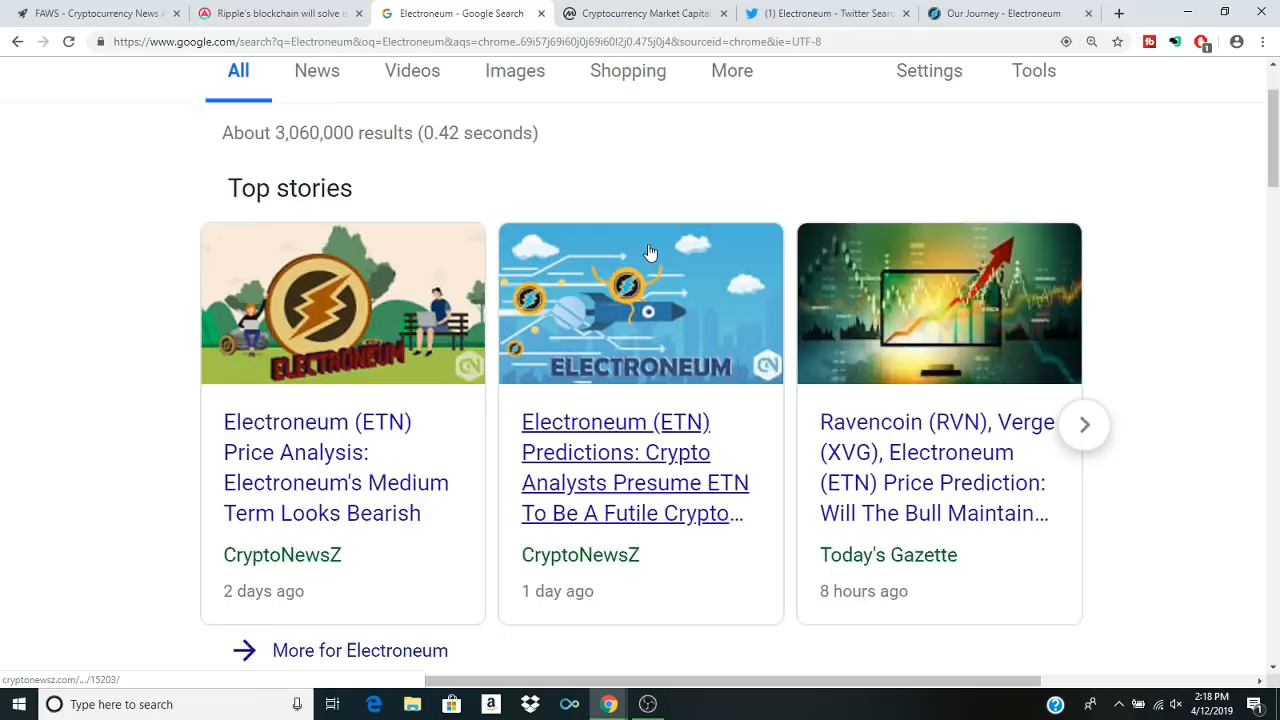 FAWS - Cryptocurrency News A
Ripple's blockchain will solve
Electroneum - Google Search
Cryptocurrency Market Capital
(1) Electroneum - Twitter Searc
Our Journey - Electroneum
https://www.google.com/search?q=Electroneum&oq=Electroneum&aqs=chrome..69i57j69i60j0j69i60l2j0.475j0j4&sourceid=chrome&ie=UTF-8
All News Videos Images Shopping More Settings Tools
About 3,060,000 results (0.42 seconds)
Top stories
ELECTRONEUM
Electroneum (ETN)
Price Analysis:
Electroneum's Medium
Term Looks Bearish
CryptoNewsZ
2 days ago
ELECTRONEUM
Electroneum (ETN)
Predictions: Crypto
Analysts Presume ETN
To Be A Futile Crypto...
CryptoNewsZ
1 day ago
Ravencoin (RVN), Verge
(XVG), Electroneum
(ETN) Price Prediction:
Will The Bull Maintain...
Today's Gazette
8 hours ago
More for Electroneum
cryptonewsz.com/.../15203/
Type here to search
2:18 PM
4/12/2019